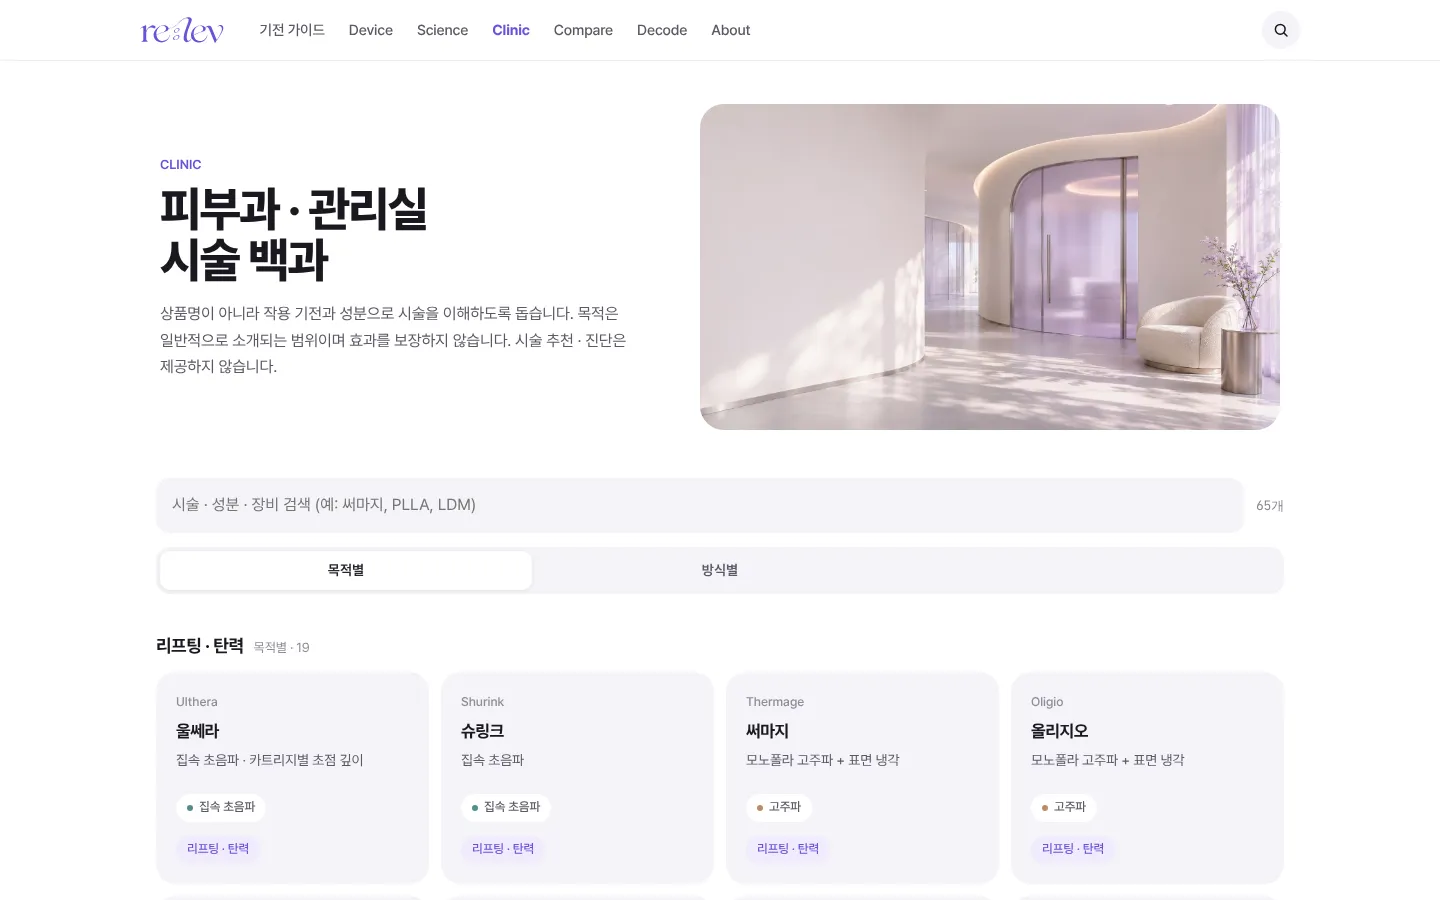 relev
기전 가이드
Device
Science
Clinic
Compare
Decode
About
CLINIC
피부과 · 관리실
시술 백과
상품명이 아니라 작용 기전과 성분으로 시술을 이해하도록 돕습니다. 목적은
일반적으로 소개되는 범위이며 효과를 보장하지 않습니다. 시술 추천 · 진단은
제공하지 않습니다.
시술 · 성분 · 장비 검색 (예: 써마지, PLLA, LDM)
65개
목적별
방식별
리프팅 · 탄력 목적별 · 19
Ulthera
울쎄라
집속 초음파 · 카트리지별 초점 깊이
집속 초음파
리프팅 · 탄력
Shurink
슈링크
집속 초음파
집속 초음파
리프팅 · 탄력
Thermage
써마지
모노폴라 고주파 + 표면 냉각
고주파
리프팅 · 탄력
Oligio
올리지오
모노폴라 고주파 + 표면 냉각
고주파
리프팅 · 탄력